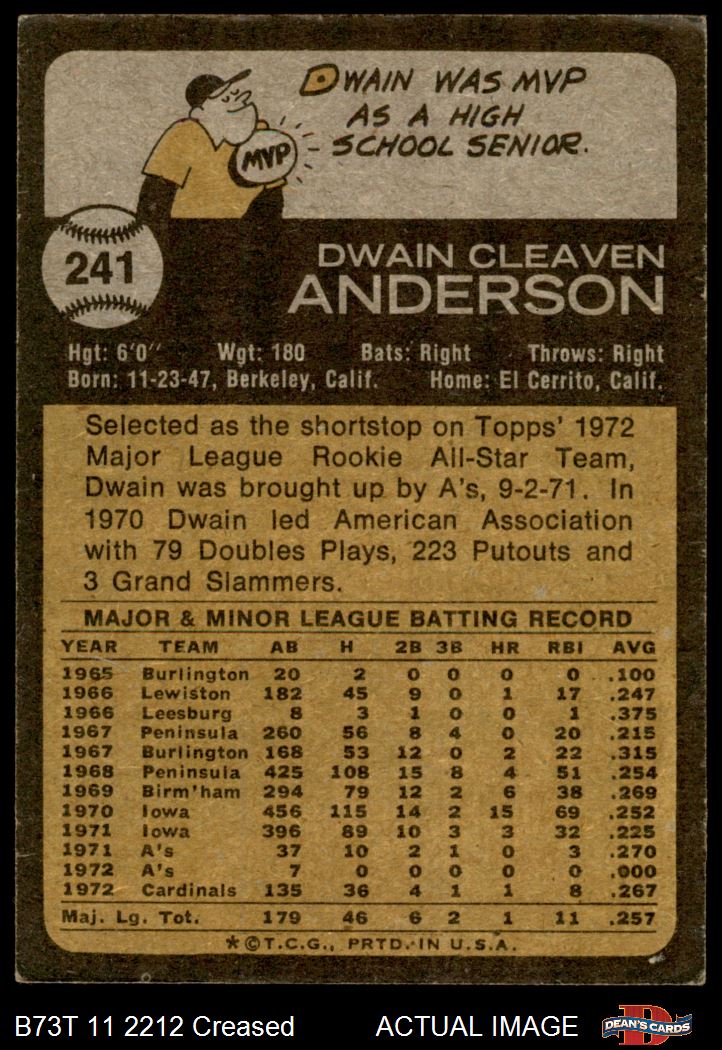 DWAIN WAS MVP
AS A HIGH
SCHOOL SENIOR.
MVP
241
DWAIN CLEAVEN
ANDERSON
Hgt: 6'0" Wgt: 180 Bats: Right Throws: Right
Born: 11-23-47, Berkeley, Calif. Home: El Cerrito, Calif.
Selected as the shortstop on Topps' 1972
Major League Rookie All-Star Team,
Dwain was brought up by A's, 9-2-71. In
1970 Dwain led American Association
with 79 Doubles Plays, 223 Putouts and
3 Grand Slammers.
MAJOR & MINOR LEAGUE BATTING RECORD
YEAR TEAM AB H 2B 3B HR RBI AVG
1965 Burlington 20 2 0 0 0 0 .100
1966 Lewiston 182 45 9 0 1 17 .247
1966 Leesburg 8 3 1 0 0 1 .375
1967 Peninsula 260 56 8 4 0 20 .215
1967 Burlington 168 53 12 0 2 22 .315
1968 Peninsula 425 108 15 8 4 51 .254
1969 Birm'ham 294 79 12 2 6 38 .269
1970 Iowa 456 115 14 2 15 69 .252
1971 Iowa 396 89 10 3 3 32 .225
1971 A's 37 10 2 1 0 3 .270
1972 A's 7 0 0 0 0 0 .000
1972 Cardinals 135 36 4 1 1 8 .267
Maj. Lg. Tot. 179 46 6 2 1 11 .257
*©T.C.G., PRTD. IN U.S.A.
B73T 11 2212 Creased ACTUAL IMAGE
D
DEAN'S CARDS